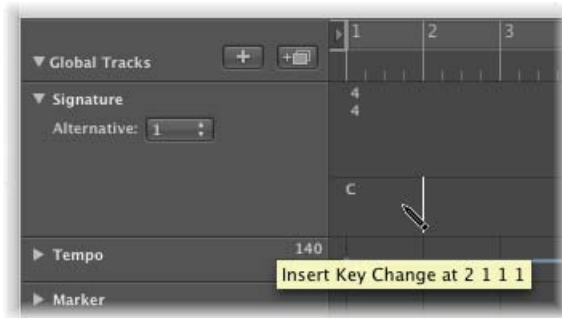 1 2 3
Global Tracks
Signature
4
4
Alternative: 1
C
Tempo 140
Insert Key Change at 2 1 1 1
Marker